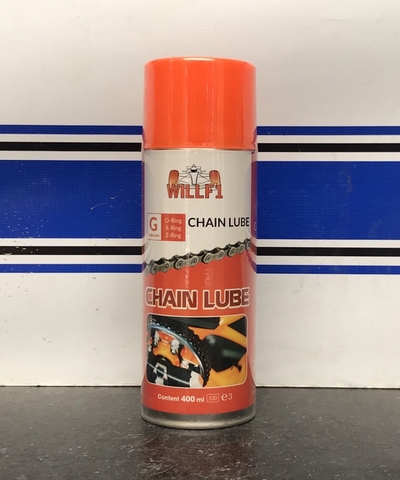 WILLF1
G
O-Ring
X-Ring
Z-Ring
CHAIN LUBE
CHAIN LUBE
Content 400 ml e3